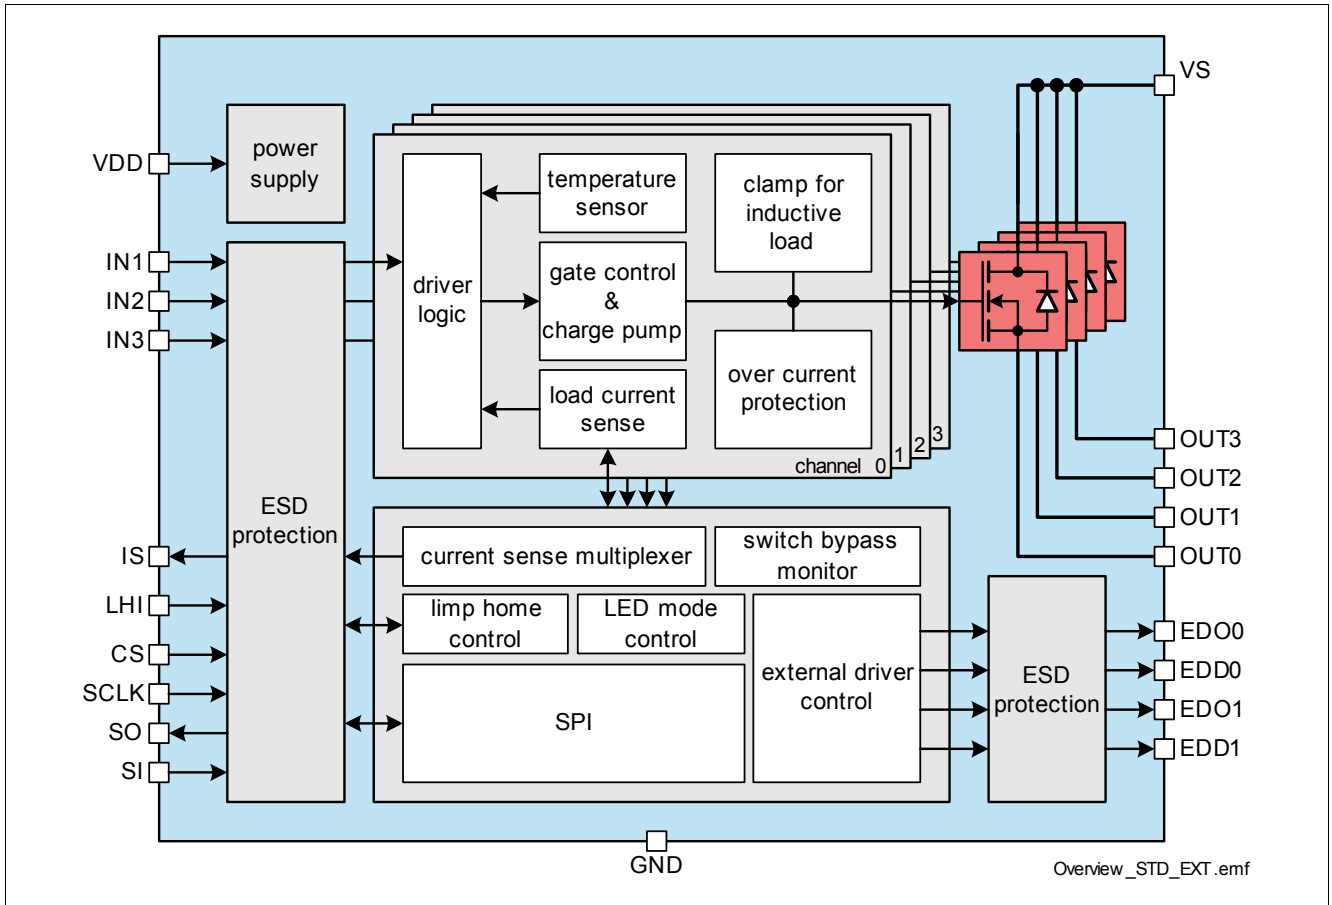 VS
VDD
power
supply
temperature
sensor
clamp for
inductive
load
IN1
IN2
IN3
driver
logic
gate control
&
charge pump
load current
sense
over current
protection
channel 0
1
2
3
OUT3
OUT2
OUT1
OUT0
ESD
protection
IS
LHI
CS
SCLK
SO
SI
current sense multiplexer
switch bypass
monitor
limp home
control
LED mode
control
SPI
external driver
control
ESD
protection
EDO0
EDD0
EDO1
EDD1
GND
Overview_STD_EXT.emf